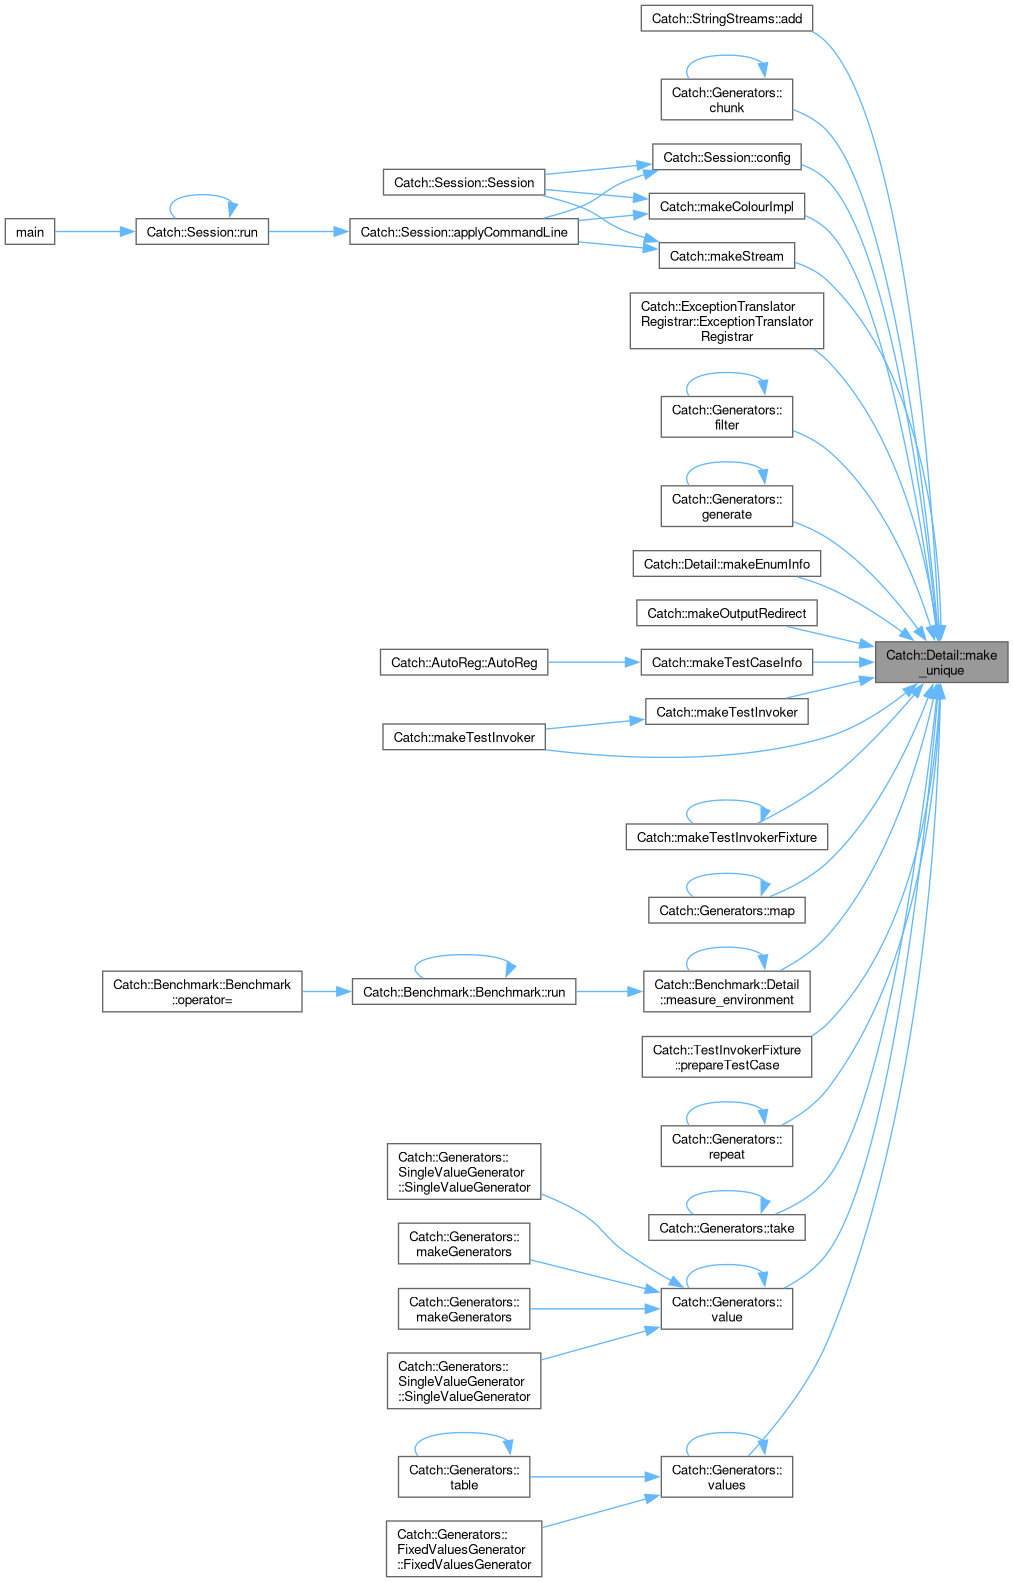 Catch::StringStreams::add
Catch::Generators::
chunk
Catch::Session::config
Catch::Session::Session
Catch::makeColourImpl
main
Catch::Session::run
Catch::Session::applyCommandLine
Catch::makeStream
Catch::ExceptionTranslator
Registrar::ExceptionTranslator
Registrar
Catch::Generators::
filter
Catch::Generators::
generate
Catch::Detail::makeEnumInfo
Catch::makeOutputRedirect
Catch::Detail::make
_unique
Catch::AutoReg::AutoReg
Catch::makeTestCaseInfo
Catch::makeTestInvoker
Catch::makeTestInvoker
Catch::makeTestInvokerFixture
Catch::Generators::map
Catch::Benchmark::Benchmark
::operator=
Catch::Benchmark::Benchmark::run
Catch::Benchmark::Detail
::measure_environment
Catch::TestInvokerFixture
::prepareTestCase
Catch::Generators::
repeat
Catch::Generators::
SingleValueGenerator
::SingleValueGenerator
Catch::Generators::take
Catch::Generators::
makeGenerators
Catch::Generators::
value
Catch::Generators::
makeGenerators
Catch::Generators::
SingleValueGenerator
::SingleValueGenerator
Catch::Generators::
table
Catch::Generators::
values
Catch::Generators::
FixedValuesGenerator
::FixedValuesGenerator